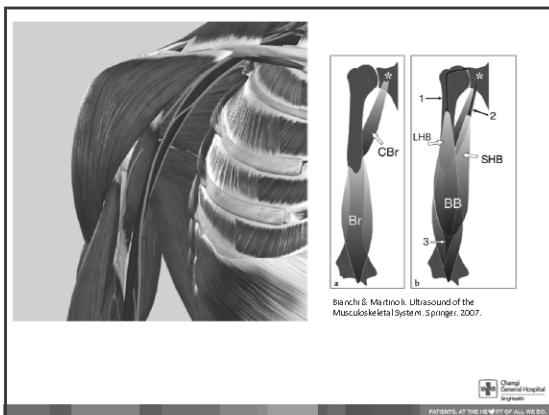 *
CBr
Br
a
*
1
2
LHB
SHB
BB
3
b
Bianchi & Martinoli. Ultrasound of the
Musculoskeletal System. Springer. 2007.
Changi
General Hospital
SingHealth
PATIENTS. AT THE HE♥RT OF ALL WE DO.